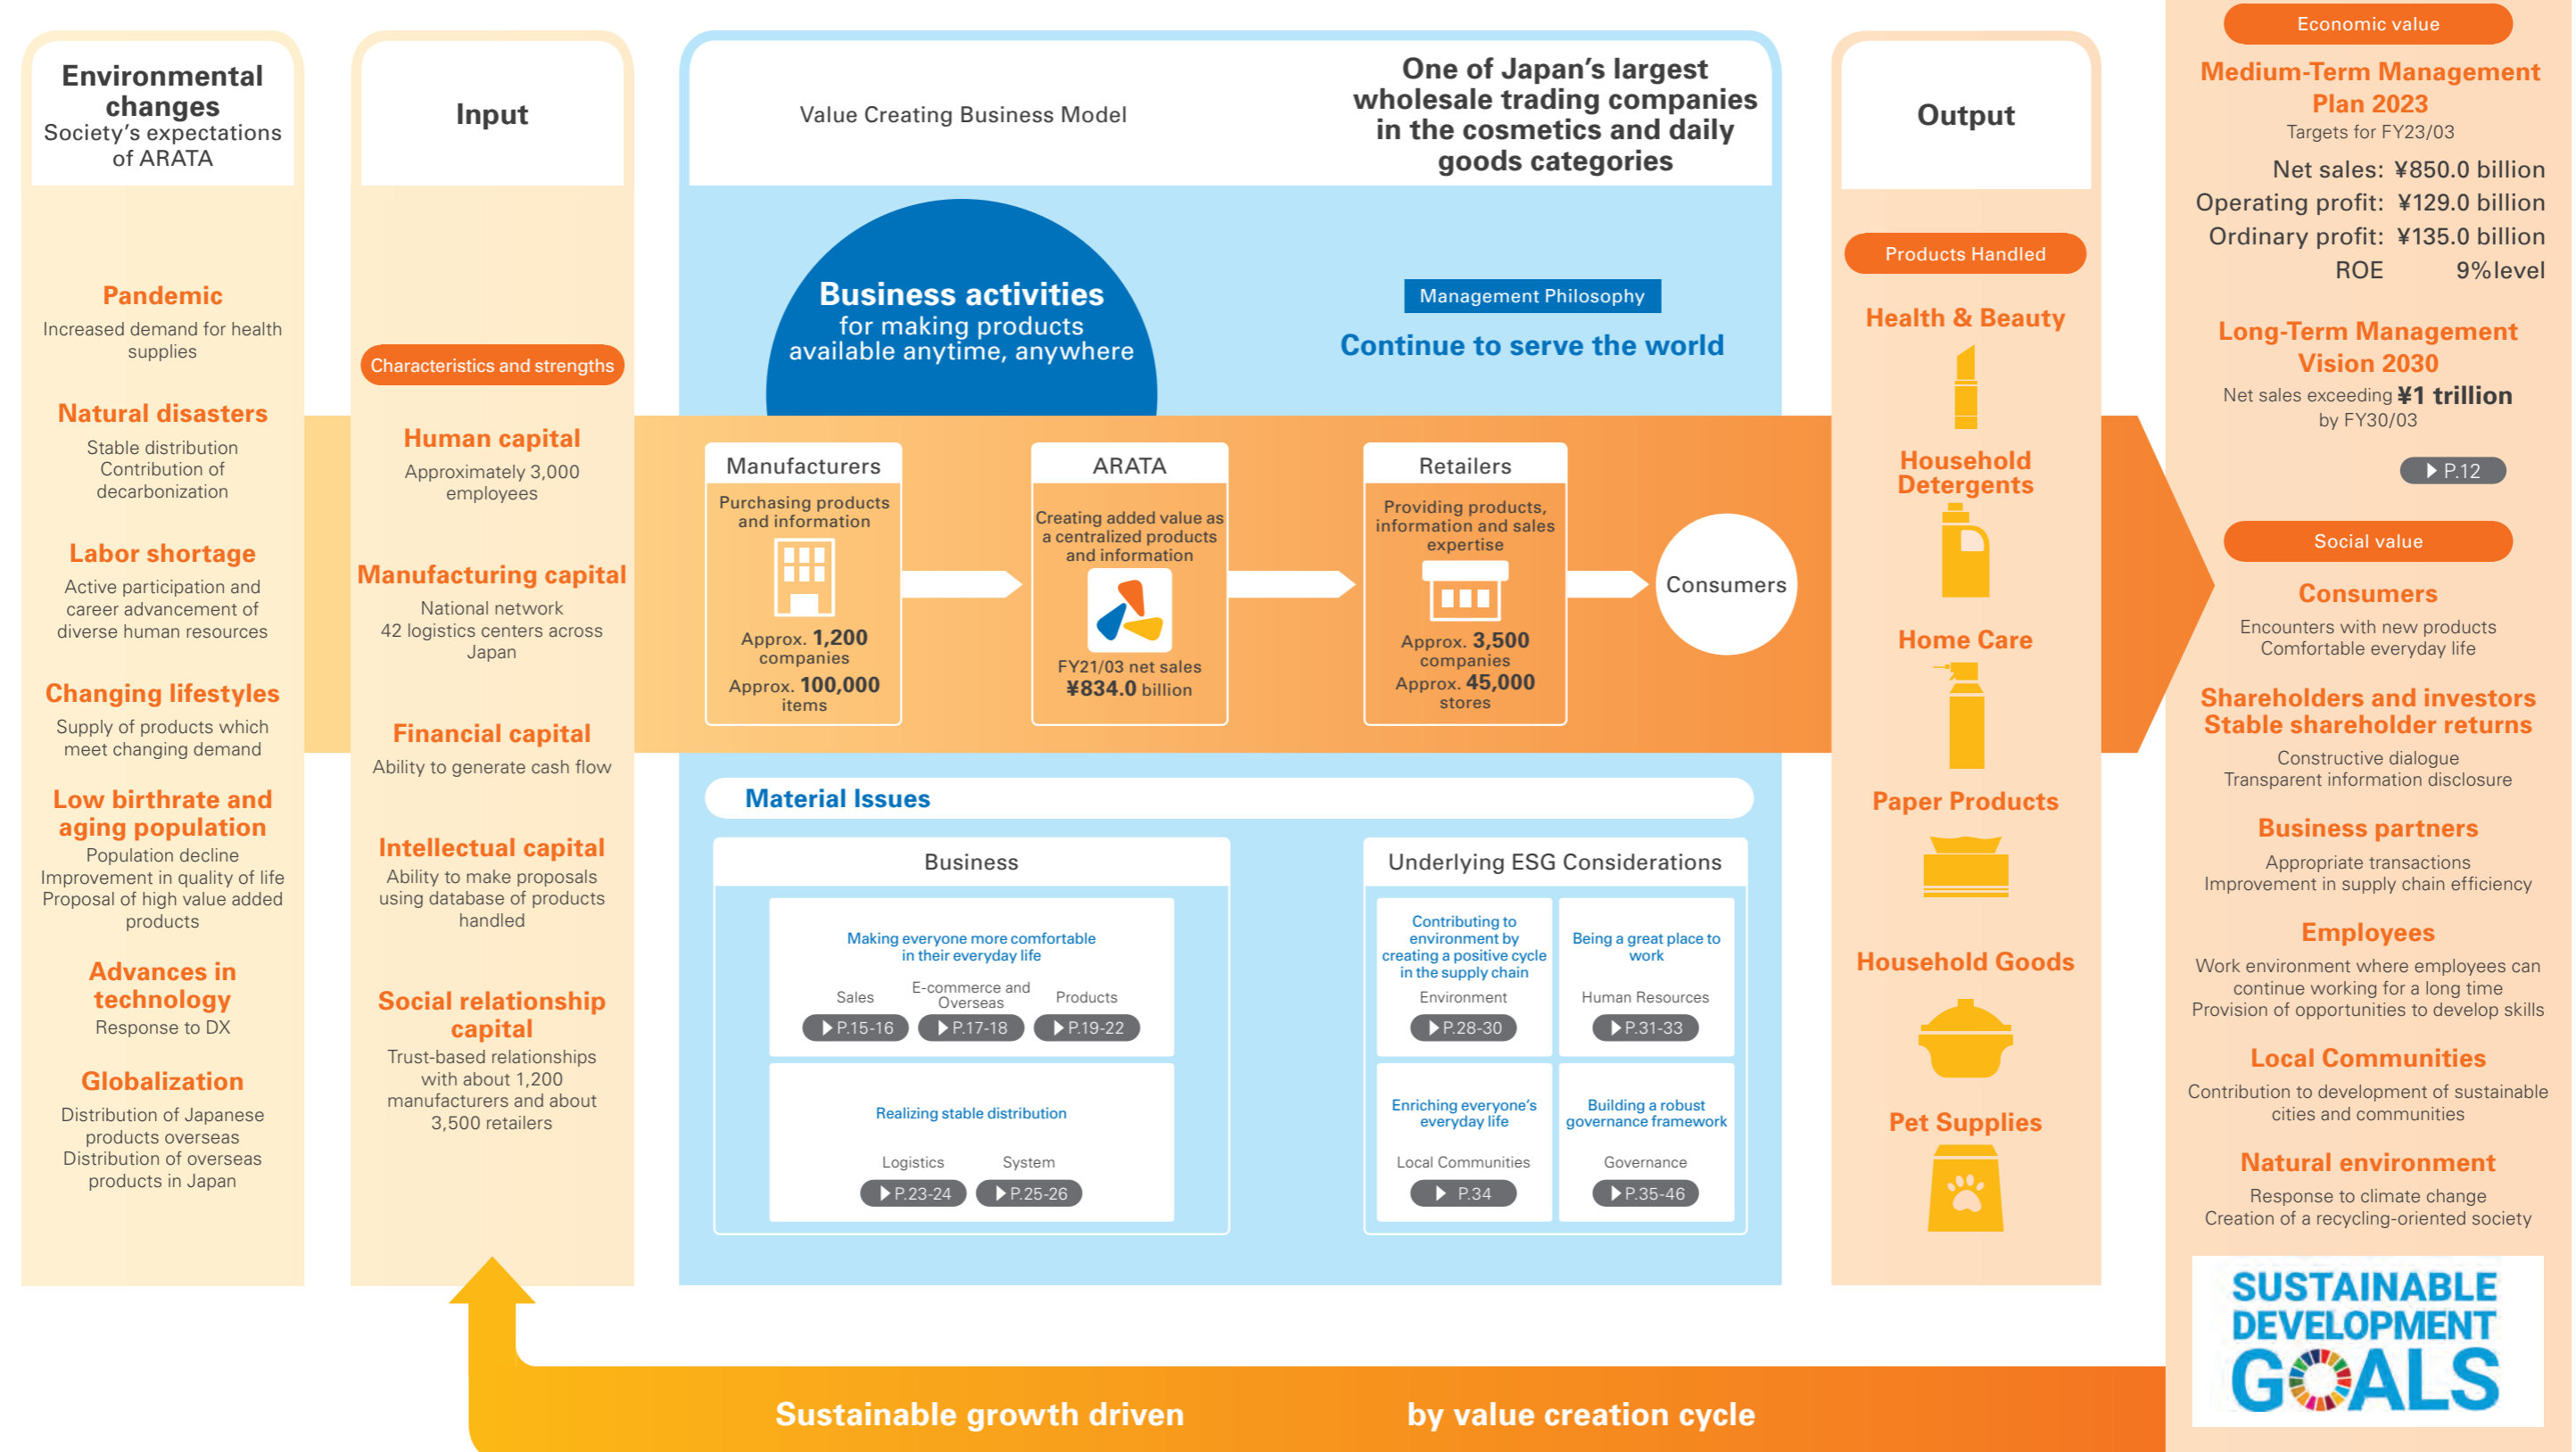 Environmental
changes
Society's expectations
of ARATA
Pandemic
Increased demand for health
supplies
Natural disasters
Stable distribution
Contribution of
decarbonization
Labor shortage
Active participation and
career advancement of
diverse human resources
Changing lifestyles
Supply of products which
meet changing demand
Low birthrate and
aging population
Population decline
Improvement in quality of life
Proposal of high value added
products
Advances in
technology
Response to DX
Globalization
Distribution of Japanese
products overseas
Distribution of overseas
products in Japan
Input
Characteristics and strengths
Human capital
Approximately 3,000
employees
Manufacturing capital
National network
42 logistics centers across
Japan
Financial capital
Ability to generate cash flow
Intellectual capital
Ability to make proposals
using database of products
handled
Social relationship
capital
Trust-based relationships
with about 1,200
manufacturers and about
3,500 retailers
Value Creating Business Model
One of Japan's largest
wholesale trading companies
in the cosmetics and daily
goods categories
Business activities
for making products
available anytime, anywhere
Management Philosophy
Continue to serve the world
Manufacturers
Purchasing products
and information
Approx. 1,200
companies
Approx. 100,000
items
ARATA
Creating added value as
a centralized products
and information
FY21/03 net sales
¥834.0 billion
Retailers
Providing products,
information and sales
expertise
Approx. 3,500
companies
Approx. 45,000
stores
Consumers
Material Issues
Business
Making everyone more comfortable
in their everyday life
Sales
P.15-16
E-commerce and
Overseas
P.17-18
Products
P.19-22
Realizing stable distribution
Logistics
P.23-24
System
P.25-26
Underlying ESG Considerations
Contributing to
environment by
creating a positive cycle
in the supply chain
Environment
P.28-30
Being a great place to
work
Human Resources
P.31-33
Enriching everyone's
everyday life
Local Communities
P.34
Building a robust
governance framework
Governance
P.35-46
Output
Products Handled
Health & Beauty
Household
Detergents
Home Care
Paper Products
Household Goods
Pet Supplies
Economic value
Medium-Term Management
Plan 2023
Targets for FY23/03
Net sales: ¥850.0 billion
Operating profit: ¥129.0 billion
Ordinary profit: ¥135.0 billion
ROE 9%level
Long-Term Management
Vision 2030
Net sales exceeding ¥1 trillion
by FY30/03
P.12
Social value
Consumers
Encounters with new products
Comfortable everyday life
Shareholders and investors
Stable shareholder returns
Constructive dialogue
Transparent information disclosure
Business partners
Appropriate transactions
Improvement in supply chain efficiency
Employees
Work environment where employees can
continue working for a long time
Provision of opportunities to develop skills
Local Communities
Contribution to development of sustainable
cities and communities
Natural environment
Response to climate change
Creation of a recycling-oriented society
SUSTAINABLE
DEVELOPMENT
GOALS
Sustainable growth driven by value creation cycle